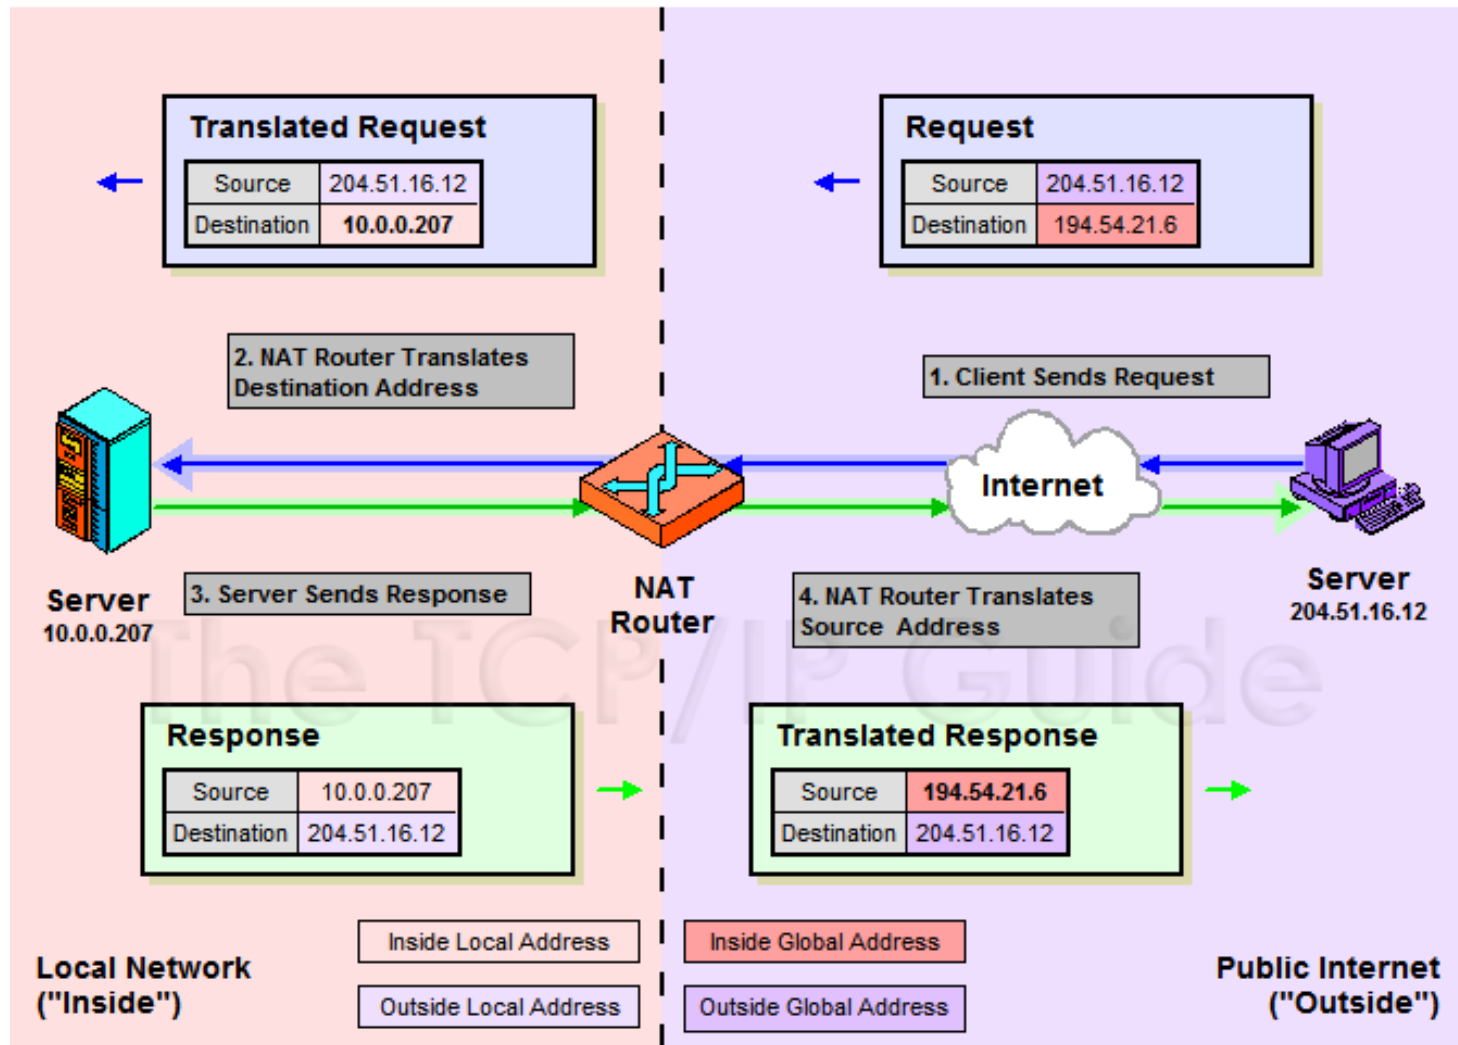 Translated Request
Source 204.51.16.12
Destination 10.0.0.207
Request
Source 204.51.16.12
Destination 194.54.21.6
2. NAT Router Translates
Destination Address
1. Client Sends Request
Internet
Server
10.0.0.207
3. Server Sends Response
NAT
Router
4. NAT Router Translates
Source Address
Server
204.51.16.12
The TCP/IP Guide
Response
Source 10.0.0.207
Destination 204.51.16.12
Translated Response
Source 194.54.21.6
Destination 204.51.16.12
Local Network
("Inside")
Inside Local Address
Outside Local Address
Inside Global Address
Outside Global Address
Public Internet
("Outside")